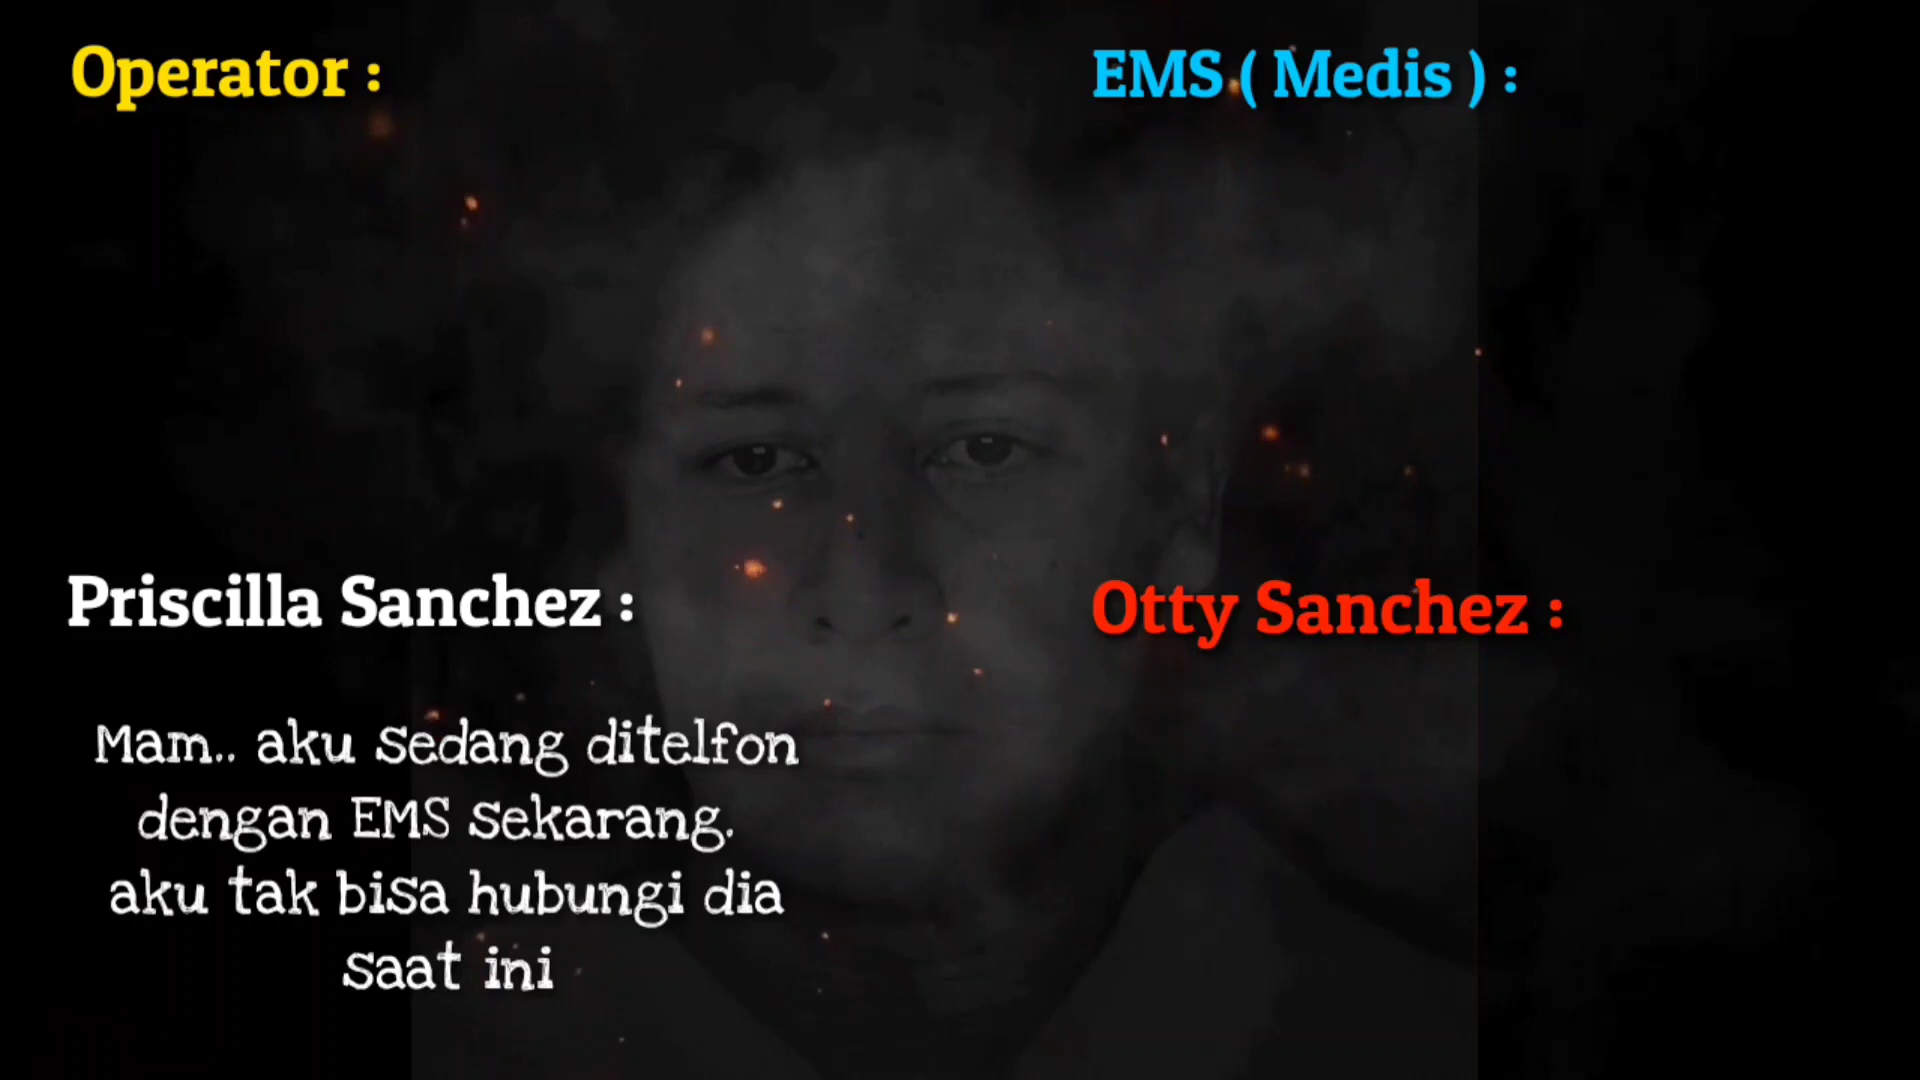 Operator :
EMS ( Medis ) :
Priscilla Sanchez :
Mam.. aku sedang ditelfon
dengan EMS sekarang.
aku tak bisa hubungi dia
saat ini
Otty Sanchez :